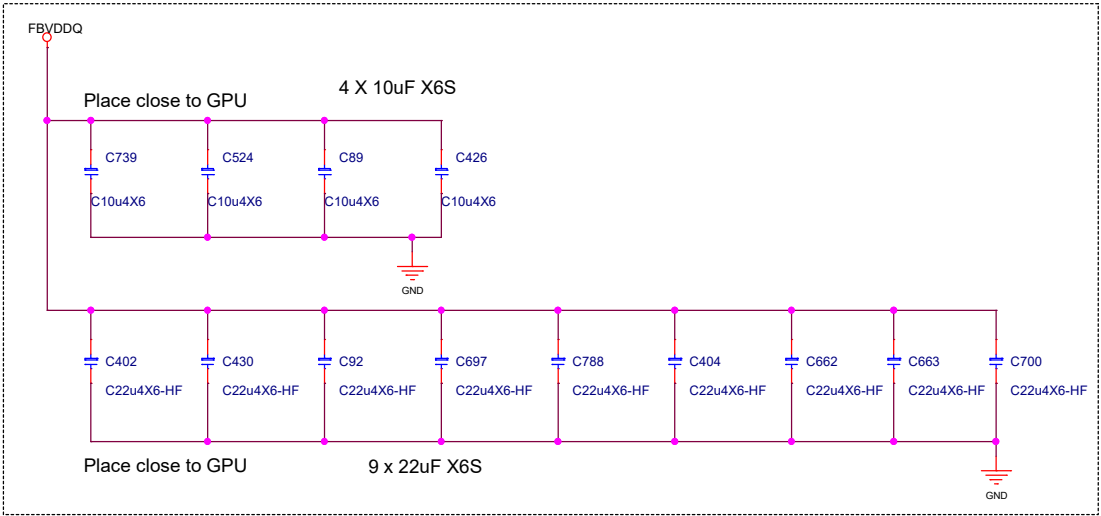 FBVDDQ
4 X 10uF X6S
Place close to GPU
C739
C524
C89
C426
C10u4X6
C10u4X6
C10u4X6
C10u4X6
GND
C402
C430
C92
C697
C788
C404
C662
C663
C700
C22u4X6-HF
C22u4X6-HF
C22u4X6-HF
C22u4X6-HF
C22u4X6-HF
C22u4X6-HF
C22u4X6-HF
C22u4X6-HF
C22u4X6-HF
Place close to GPU
9 x 22uF X6S
GND